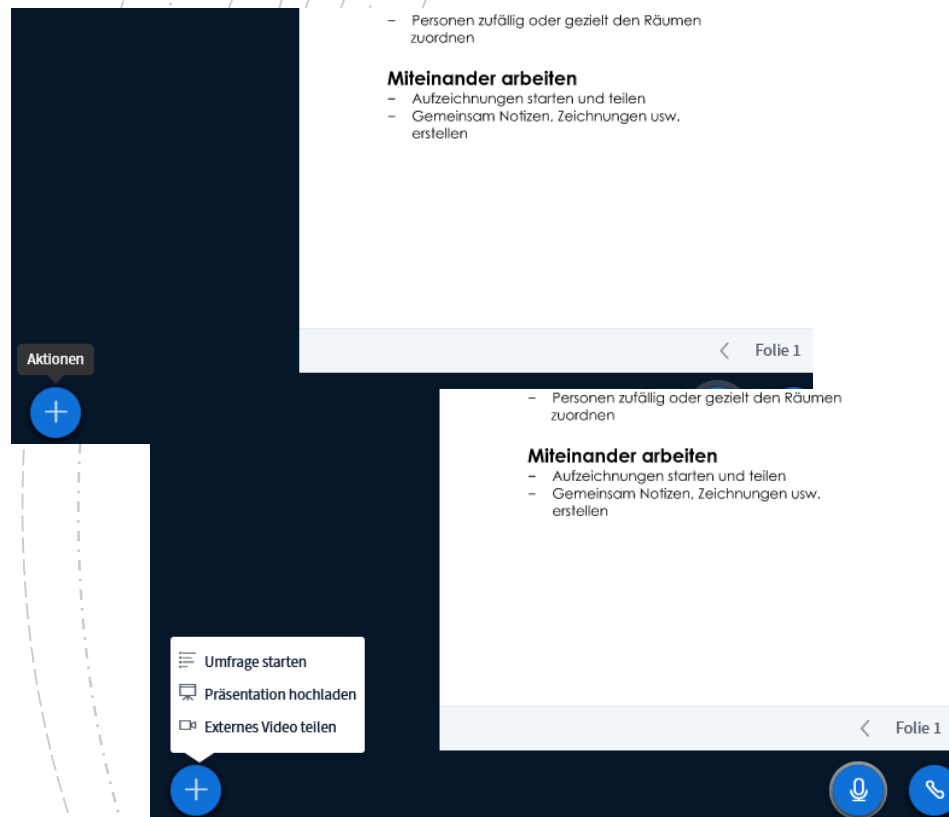 – Personen zufällig oder gezielt den Räumen
zuordnen
Miteinander arbeiten
– Aufzeichnungen starten und teilen
– Gemeinsam Notizen, Zeichnungen usw.
erstellen
Folie 1
Aktionen
– Personen zufällig oder gezielt den Räumen
zuordnen
Miteinander arbeiten
– Aufzeichnungen starten und teilen
– Gemeinsam Notizen, Zeichnungen usw.
erstellen
Umfrage starten
Präsentation hochladen
Externes Video teilen
Folie 1